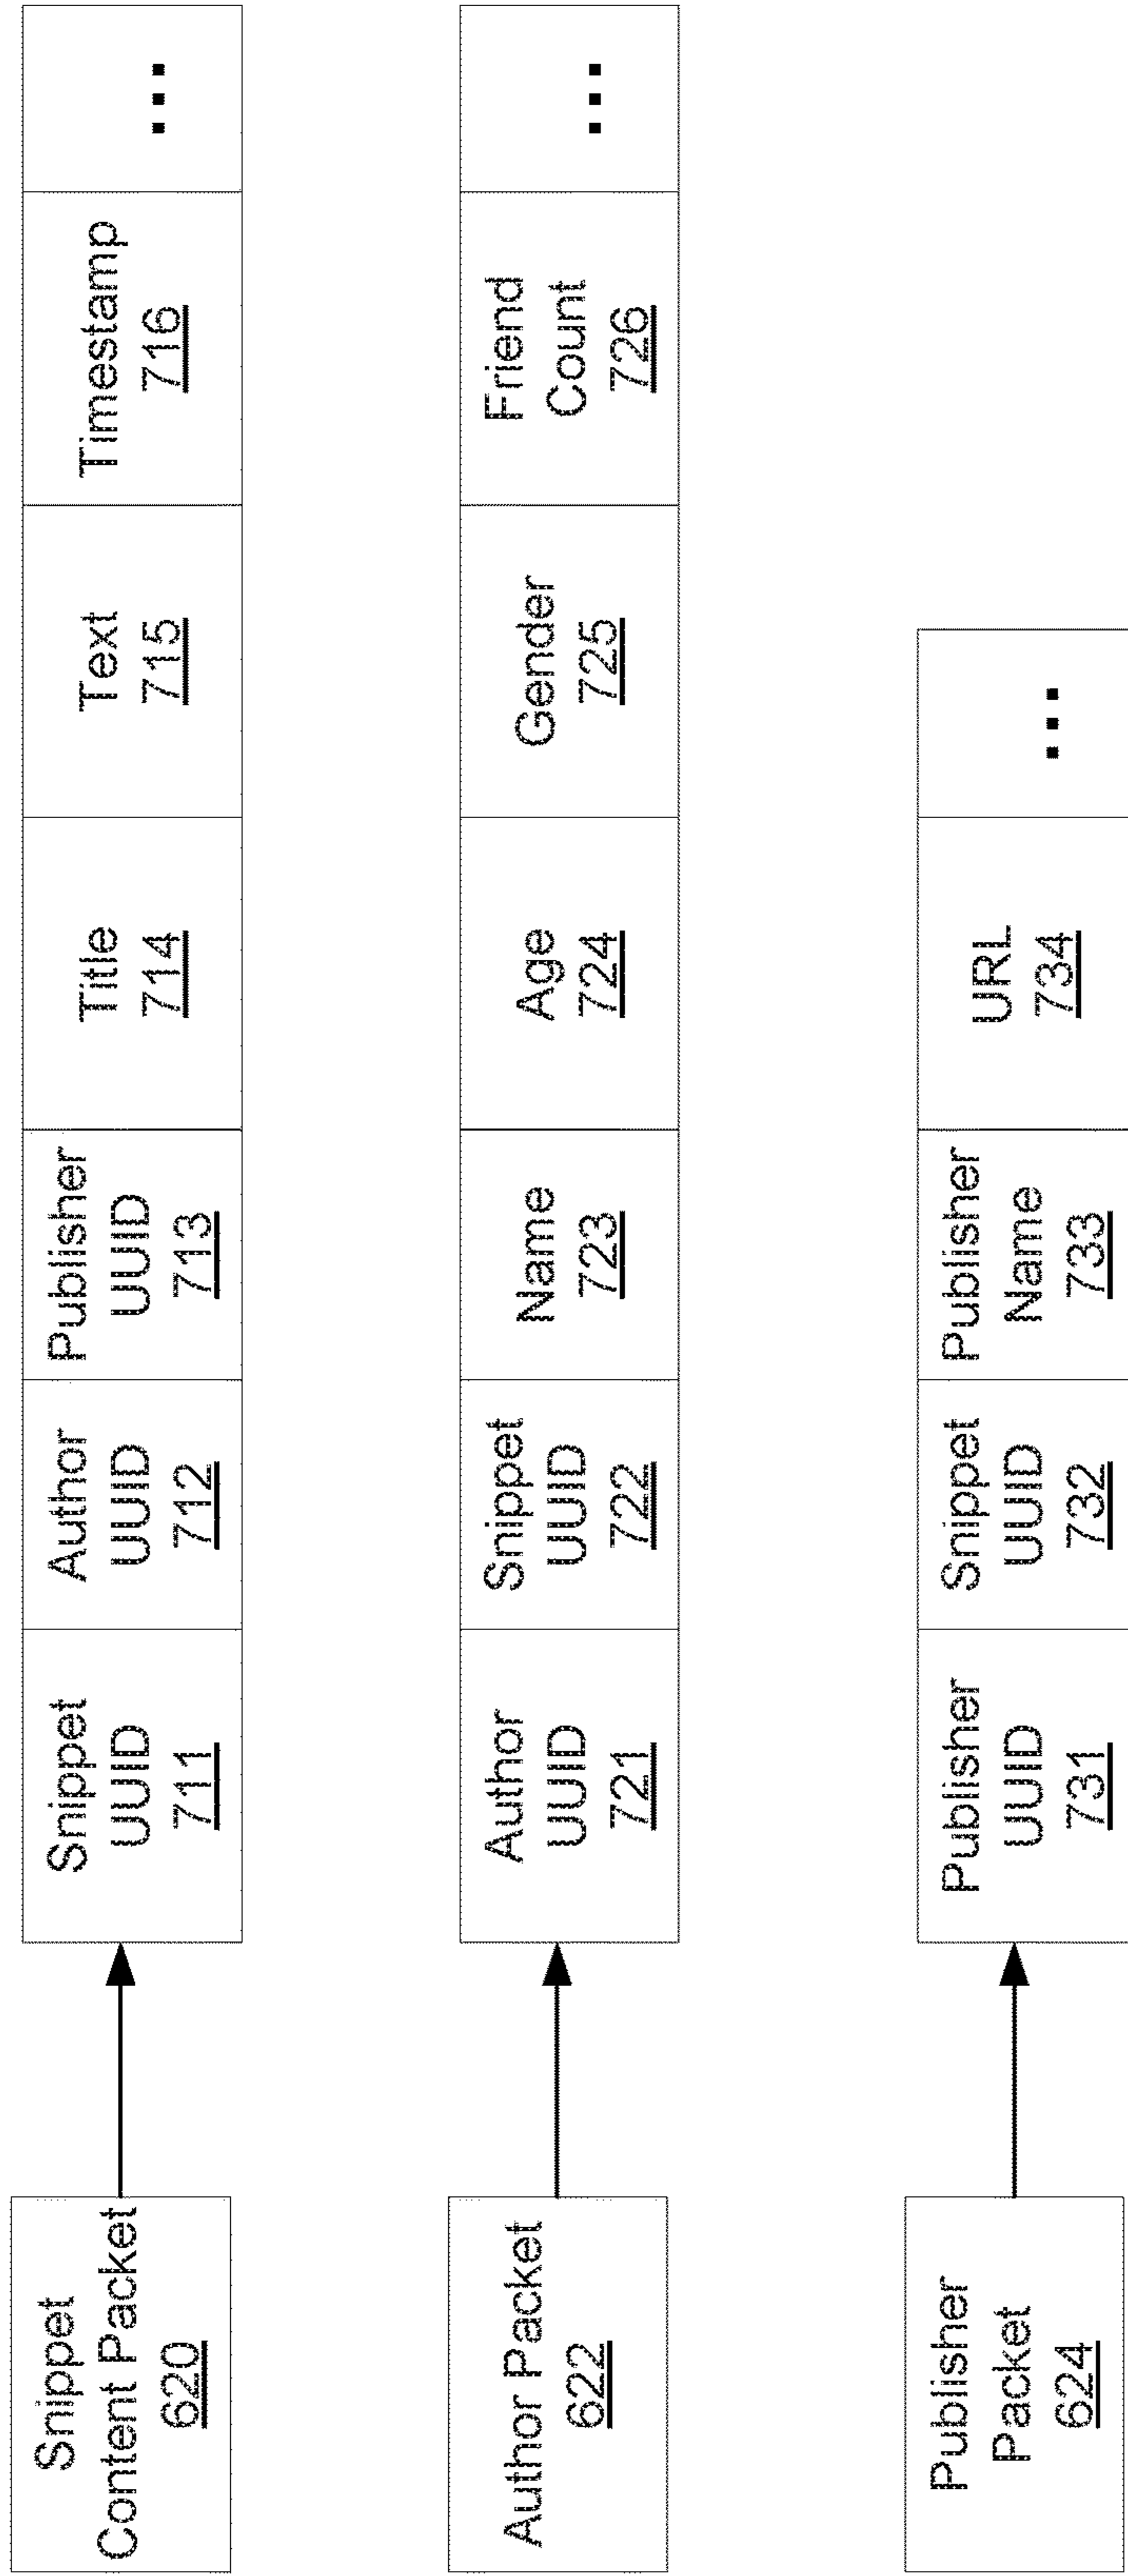 Snippet
Content Packet
620
Snippet
UUID
711
Author
UUID
712
Publisher
UUID
713
Title
714
Text
715
Timestamp
716
...
Author Packet
622
Author
UUID
721
Snippet
UUID
722
Name
723
Age
724
Gender
725
Friend
Count
726
...
Publisher
Packet
624
Publisher
UUID
731
Snippet
UUID
732
Publisher
Name
733
URL
734
...